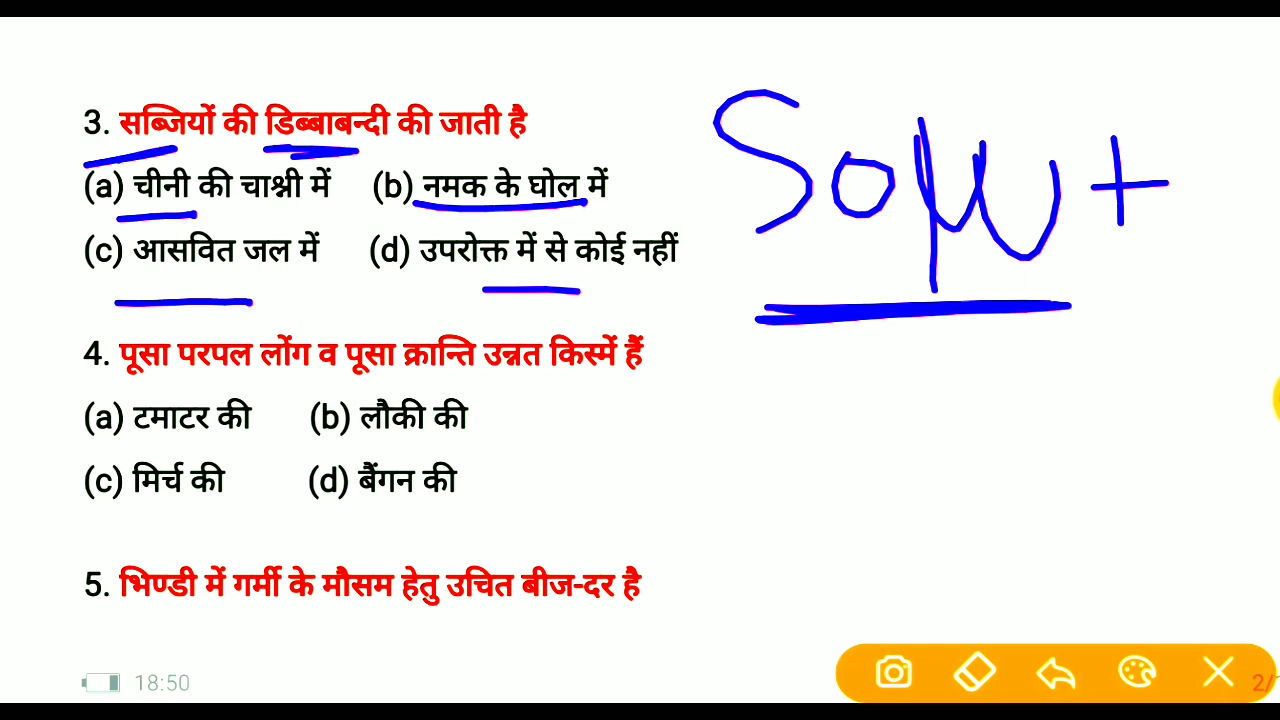 3. सब्जियों की डिब्बाबन्दी की जाती है
(a) चीनी की चाश्नी में (b) नमक के घोल में
(c) आसवित जल में (d) उपरोक्त में से कोई नहीं
4. पूसा परपल लोंग व पूसा क्रान्ति उन्नत किस्में हैं
(a) टमाटर की (b) लौकी की
(c) मिर्च की (d) बैंगन की
5. भिण्डी में गर्मी के मौसम हेतु उचित बीज-दर है
18:50